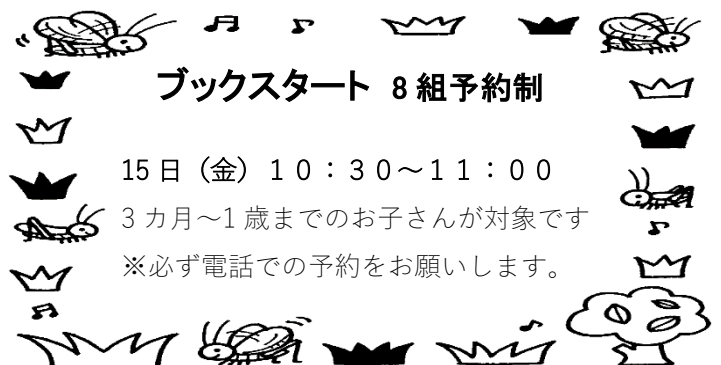 ブックスタート 8組予約制
15日（金）１０：３０～１１：００
3カ月～1歳までのお子さんが対象です
※必ず電話での予約をお願いします。